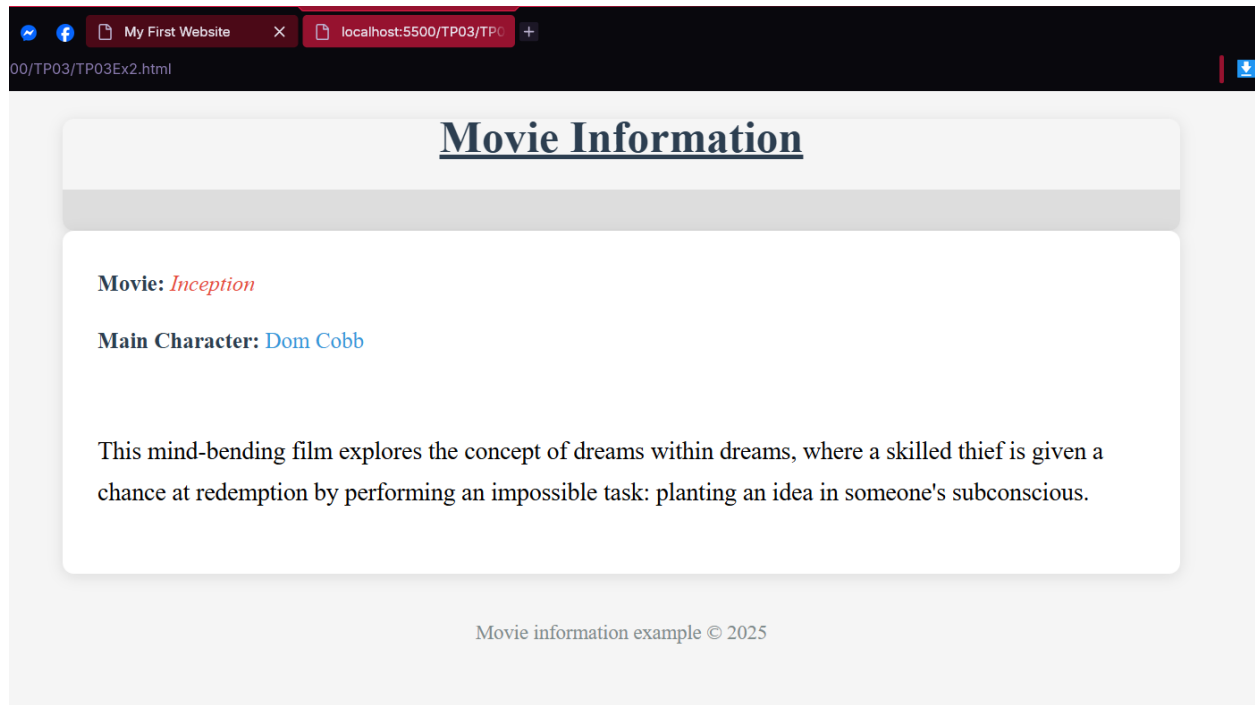 My First Website
localhost:5500/TP03/TP0
00/TP03/TP03Ex2.html
Movie Information
Movie: Inception
Main Character: Dom Cobb
This mind-bending film explores the concept of dreams within dreams, where a skilled thief is given a
chance at redemption by performing an impossible task: planting an idea in someone's subconscious.
Movie information example © 2025